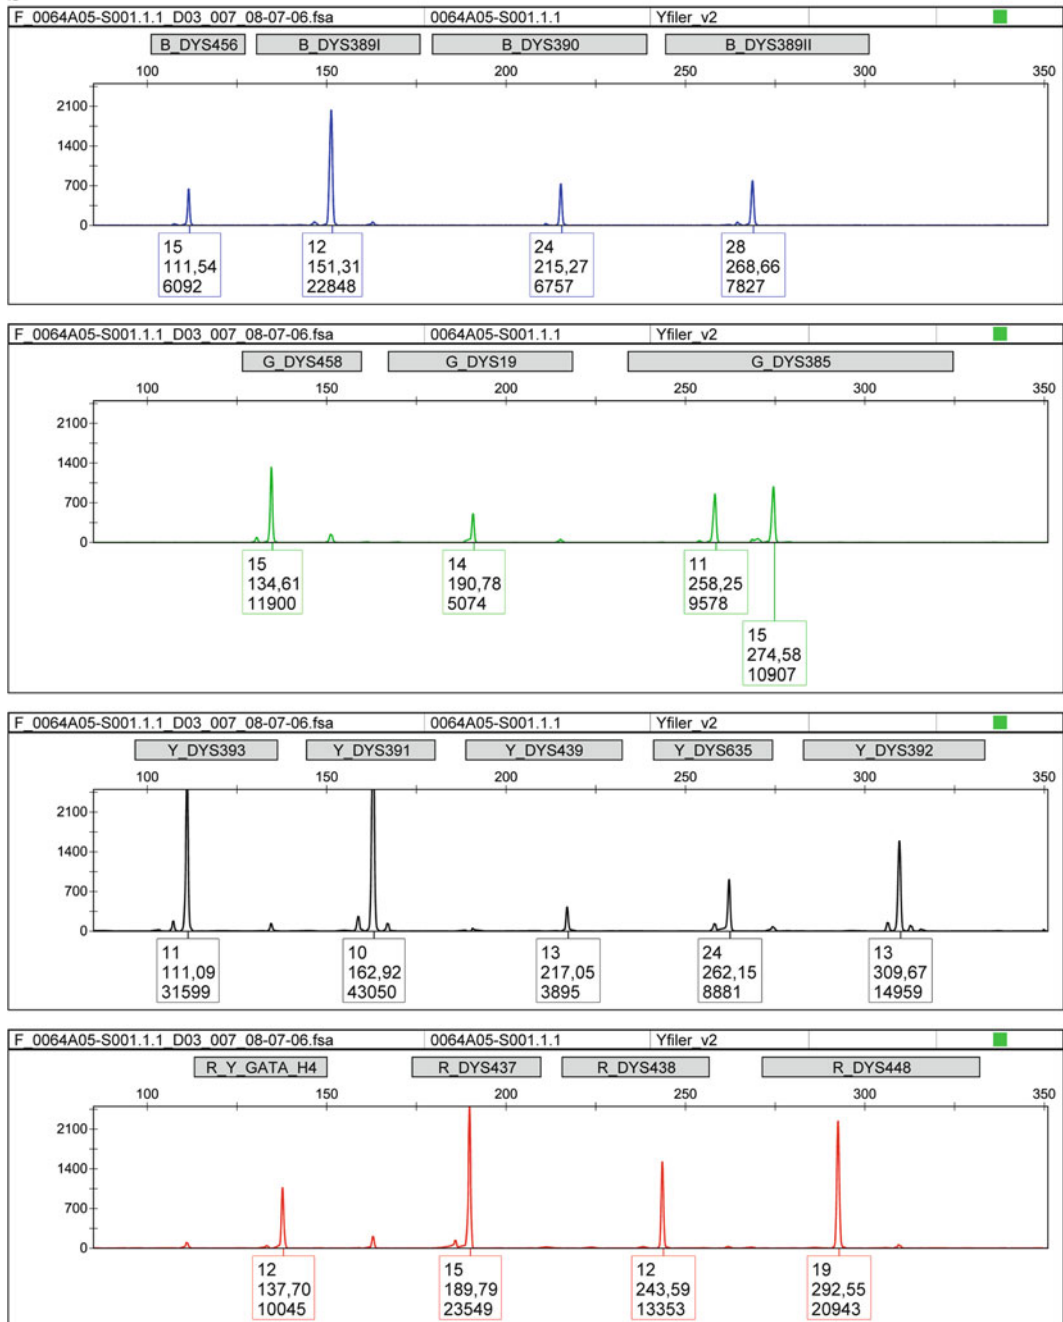 F_0064A05-S001.1.1_D03_007_08-07-06.fsa 0064A05-S001.1.1 Yfiler_v2
B_DYS456 B_DYS389I B_DYS390 B_DYS389II
100 150 200 250 300 350
2100
1400
700
0
15 12 24 28
111,54 151,31 215,27 268,66
6092 22848 6757 7827
F_0064A05-S001.1.1_D03_007_08-07-06.fsa 0064A05-S001.1.1 Yfiler_v2
G_DYS458 G_DYS19 G_DYS385
100 150 200 250 300 350
2100
1400
700
0
15 14 11
134,61 190,78 258,25
11900 5074 9578
15
274,58
10907
F_0064A05-S001.1.1_D03_007_08-07-06.fsa 0064A05-S001.1.1 Yfiler_v2
Y_DYS393 Y_DYS391 Y_DYS439 Y_DYS635 Y_DYS392
100 150 200 250 300 350
2100
1400
700
0
11 10 13 24 13
111,09 162,92 217,05 262,15 309,67
31599 43050 3895 8881 14959
F_0064A05-S001.1.1_D03_007_08-07-06.fsa 0064A05-S001.1.1 Yfiler_v2
R_Y_GATA_H4 R_DYS437 R_DYS438 R_DYS448
100 150 200 250 300 350
2100
1400
700
0
12 15 12 19
137,70 189,79 243,59 292,55
10045 23549 13353 20943